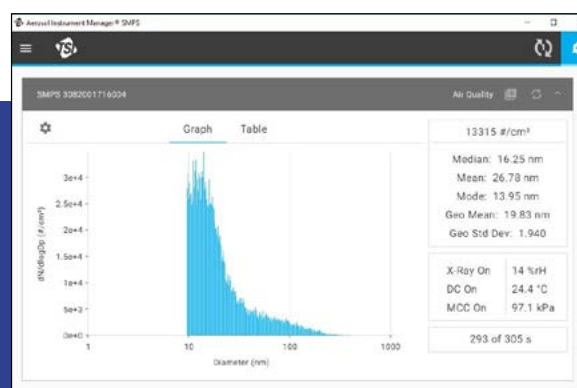 Aerosol Instrument Manager® SMPS
TSI
SMPS 3082001716004
Air Quality
Graph Table
13315 #/cm³
Median: 16.25 nm
Mean: 26.78 nm
Mode: 13.95 nm
Geo Mean: 19.83 nm
Geo Std Dev: 1.940
dN/dlogDp (#/cm³)
3e+4
2.5e+4
2e+4
1.5e+4
1e+4
5e+3
0e+0
1 10 100 1000
Diameter (nm)
X-Ray On 14 %rH
DC On 24.4 °C
MCC On 97.1 kPa
293 of 305 s